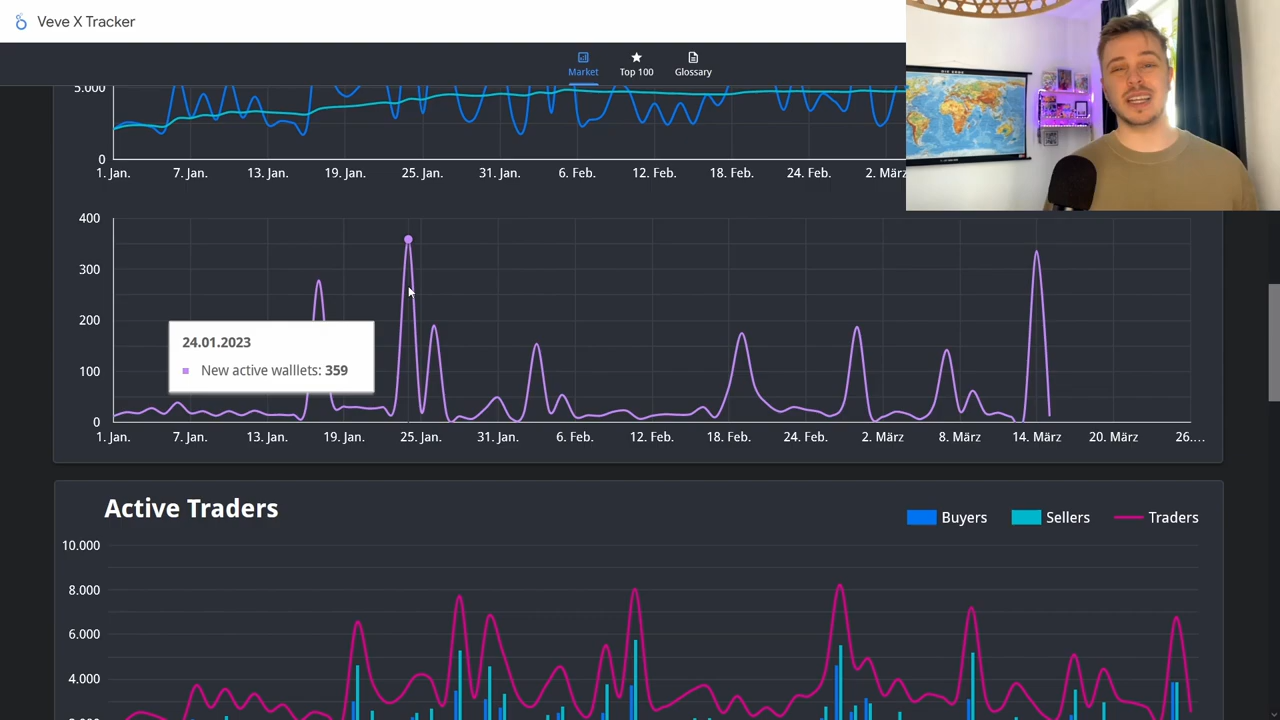 Veve X Tracker
Market
Top 100
Glossary
5.000
0
1. Jan. 7. Jan. 13. Jan. 19. Jan. 25. Jan. 31. Jan. 6. Feb. 12. Feb. 18. Feb. 24. Feb. 2. März
400
300
200
100
0
24.01.2023
New active walllets: 359
1. Jan. 7. Jan. 13. Jan. 19. Jan. 25. Jan. 31. Jan. 6. Feb. 12. Feb. 18. Feb. 24. Feb. 2. März 8. März 14. März 20. März 26.…
Active Traders
Buyers
Sellers
Traders
10.000
8.000
6.000
4.000